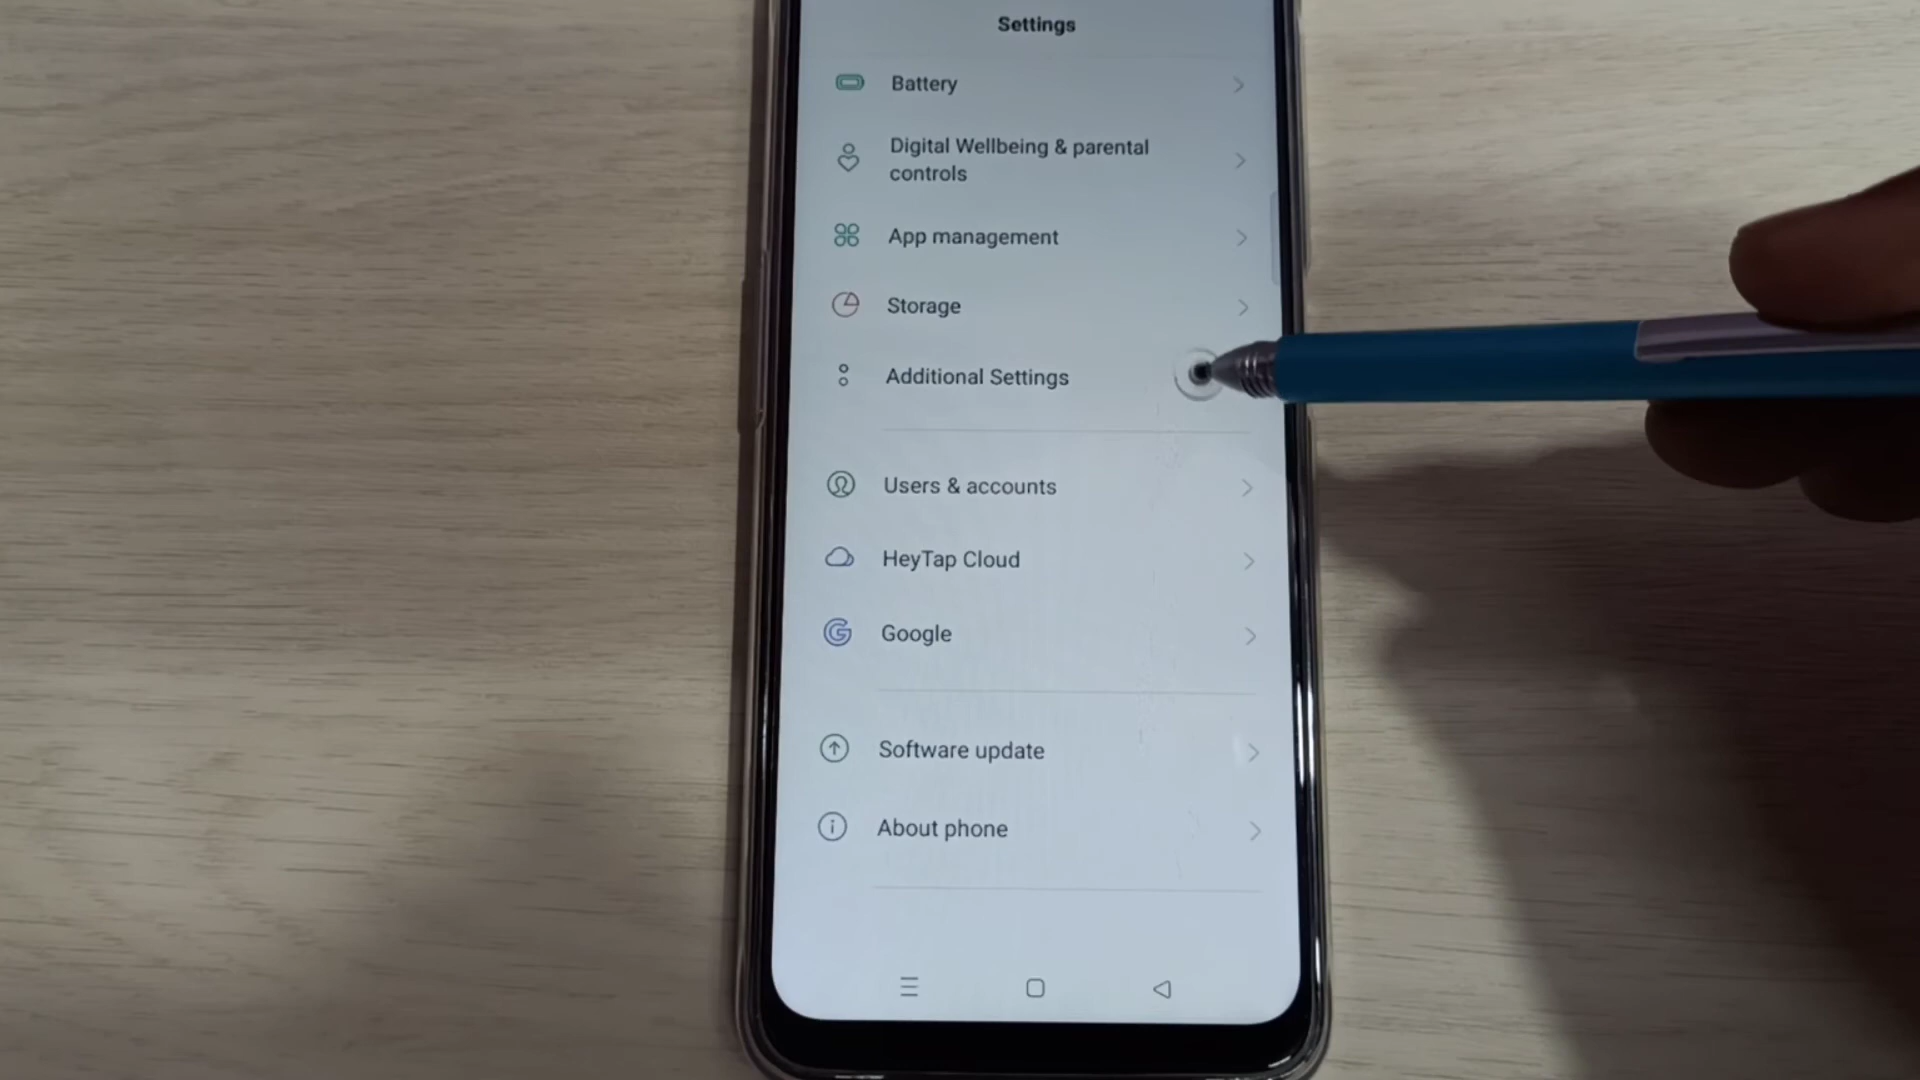 Settings
Battery
Digital Wellbeing & parental
controls
App management
Storage
Additional Settings
Users & accounts
HeyTap Cloud
Google
Software update
About phone